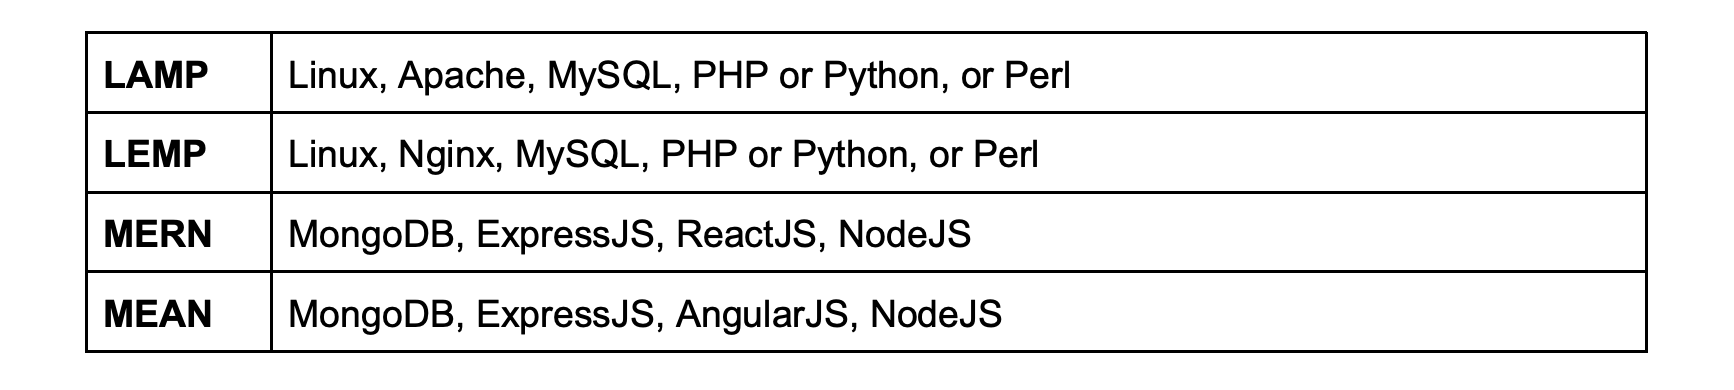 LAMP Linux, Apache, MySQL, PHP or Python, or Perl
LEMP Linux, Nginx, MySQL, PHP or Python, or Perl
MERN MongoDB, ExpressJS, ReactJS, NodeJS
MEAN MongoDB, ExpressJS, AngularJS, NodeJS